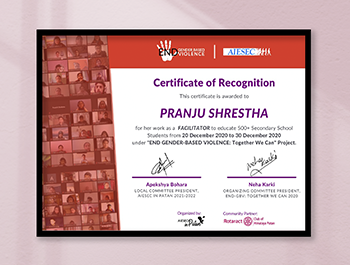 END GENDER-BASED VIOLENCE
AIESEC
Certificate of Recognition
This certificate is awarded to
PRANJU SHRESTHA
for her work as a FACILITATOR to educate 500+ Secondary School
Students from 20 December 2020 to 30 December 2020
under "END GENDER-BASED VIOLENCE: Together We Can" Project.
Apekshya Bohara
LOCAL COMMITTEE PRESIDENT,
AIESEC IN PATAN 2021-2022
Neha Karki
ORGANIZING COMMITTEE PRESIDENT,
END-GBV: TOGETHER WE CAN 2020
Organized by:
AIESEC in Patan
Community Partner:
Rotaract